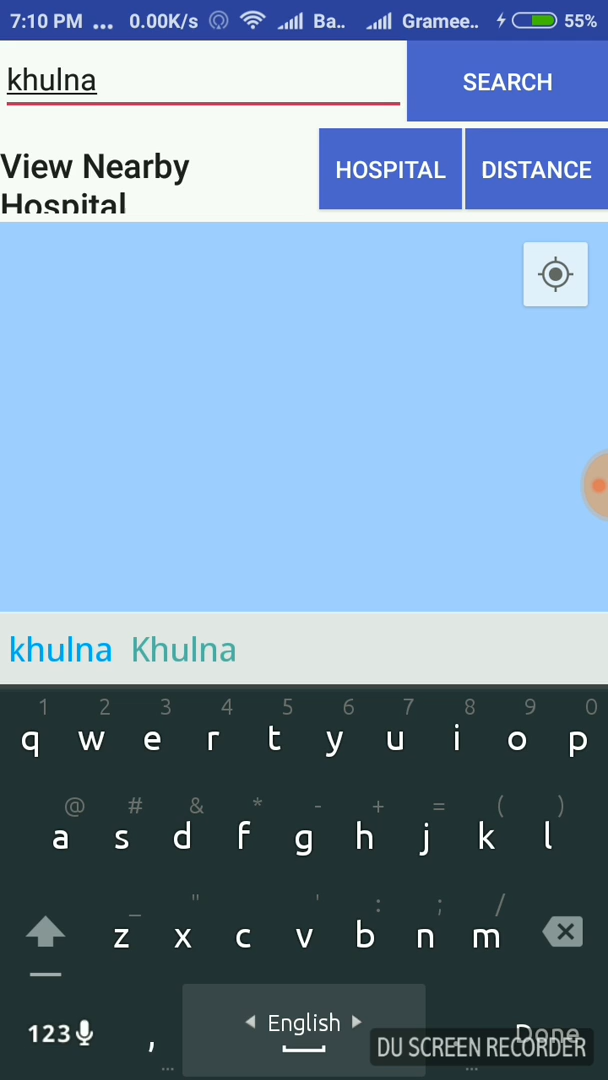 7:10 PM ... 0.00K/s Ba.. Gramee.. 55%
khulna
SEARCH
View Nearby
Hospital
HOSPITAL DISTANCE
khulna Khulna
1 2 3 4 5 6 7 8 9 0
q w e r t y u i o p
@ # & * - + = ( )
a s d f g h j k l
_ " ' : ; /
z x c v b n m
123 , English . Done
DU SCREEN RECORDER